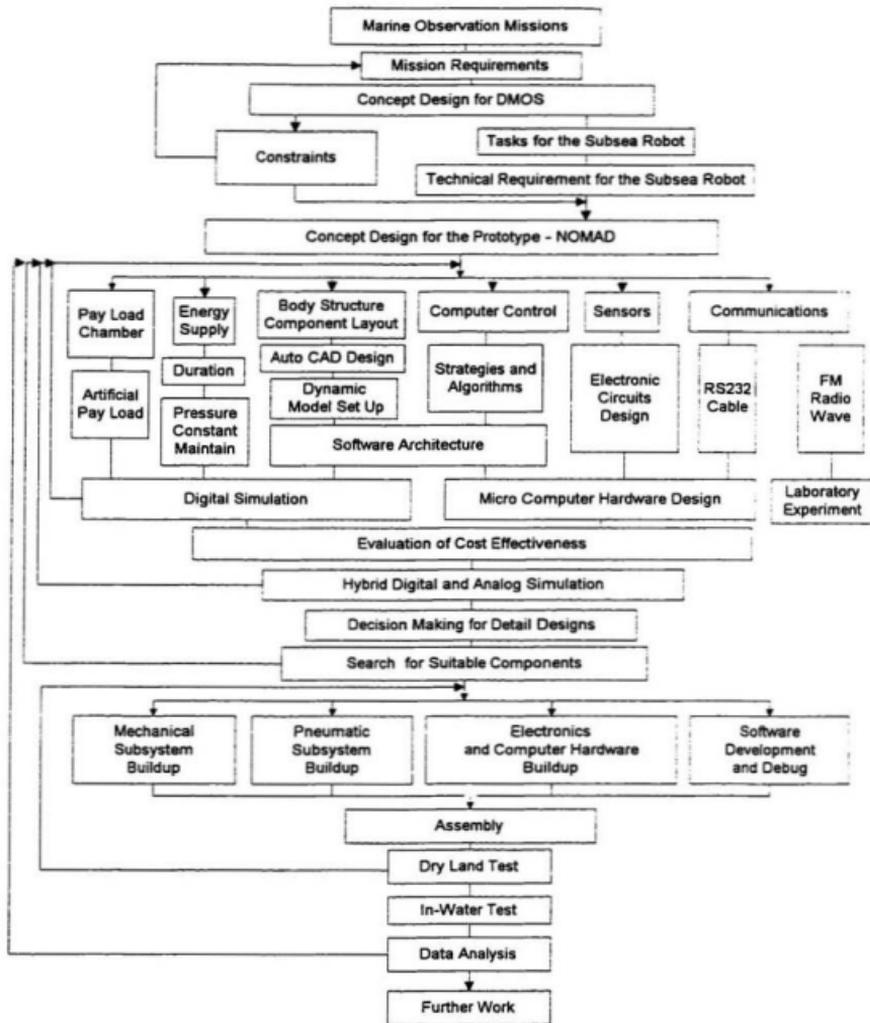 Marine Observation Missions
Mission Requirements
Concept Design for DMOS
Constraints
Tasks for the Subsea Robot
Technical Requirement for the Subsea Robot
Concept Design for the Prototype - NOMAD
Pay Load
Chamber
Energy
Supply
Body Structure
Component Layout
Computer Control
Sensors
Communications
Duration
Auto CAD Design
Artificial
Pay Load
Pressure
Constant
Maintain
Dynamic
Model Set Up
Strategies and
Algorithms
Electronic
Circuits
Design
RS232
Cable
FM
Radio
Wave
Software Architecture
Digital Simulation
Micro Computer Hardware Design
Laboratory
Experiment
Evaluation of Cost Effectiveness
Hybrid Digital and Analog Simulation
Decision Making for Detail Designs
Search for Suitable Components
Mechanical
Subsystem
Buildup
Pneumatic
Subsystem
Buildup
Electronics
and Computer Hardware
Buildup
Software
Development
and Debug
Assembly
Dry Land Test
In-Water Test
Data Analysis
Further Work